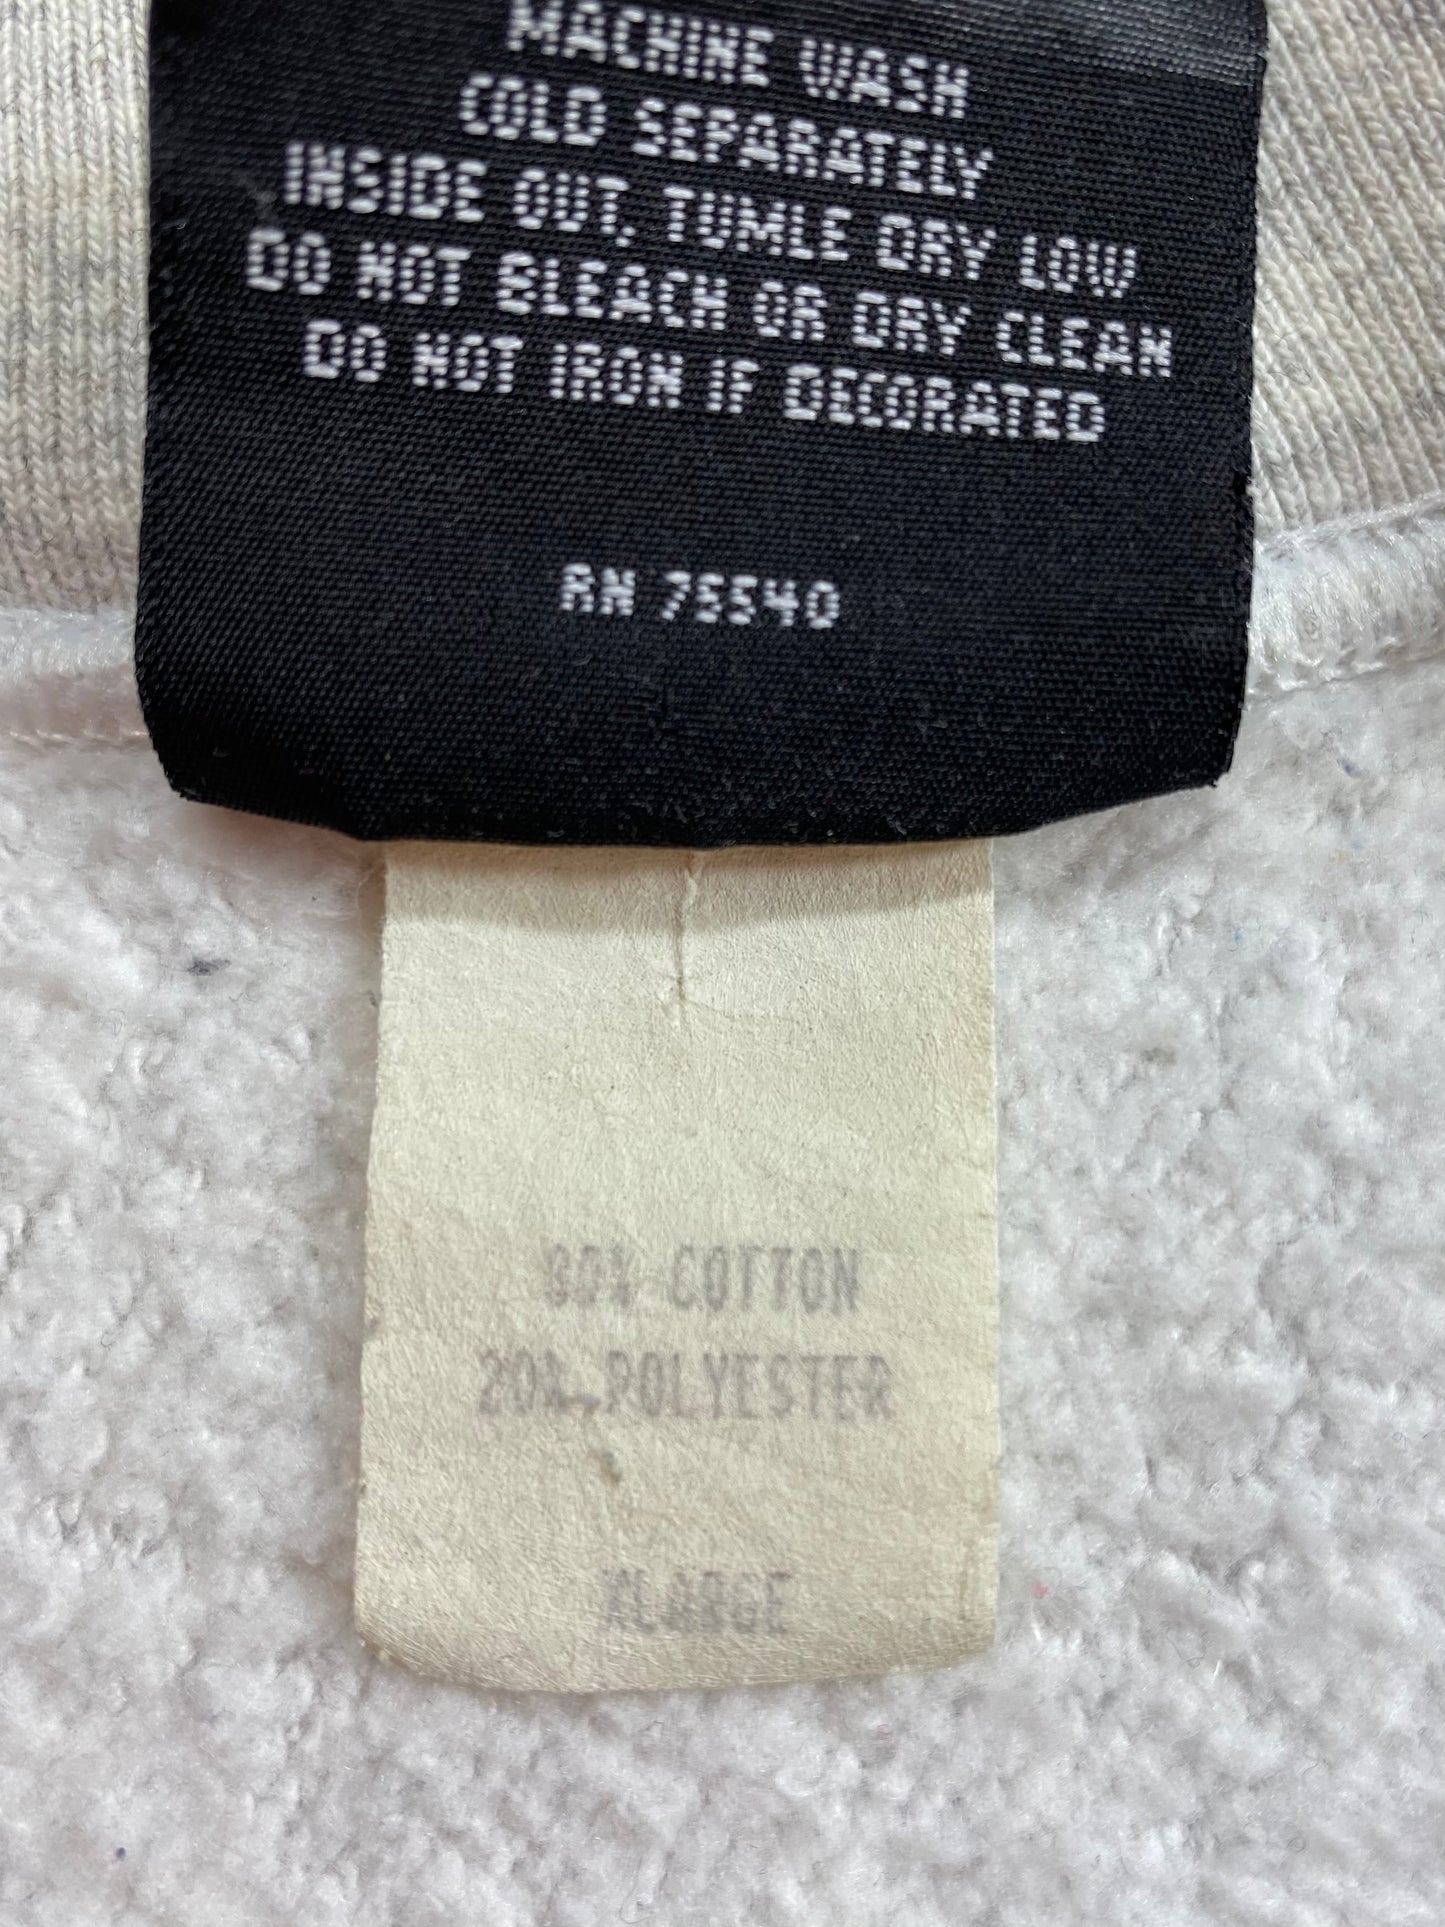 MACHINE WASH
COLD SEPARATELY
INSIDE OUT, TUMLE DRY LOW
DO NOT BLEACH OR DRY CLEAN
DO NOT IRON IF DECORATED
RN 75540
80% COTTON
20% POLYESTER
XLARGE